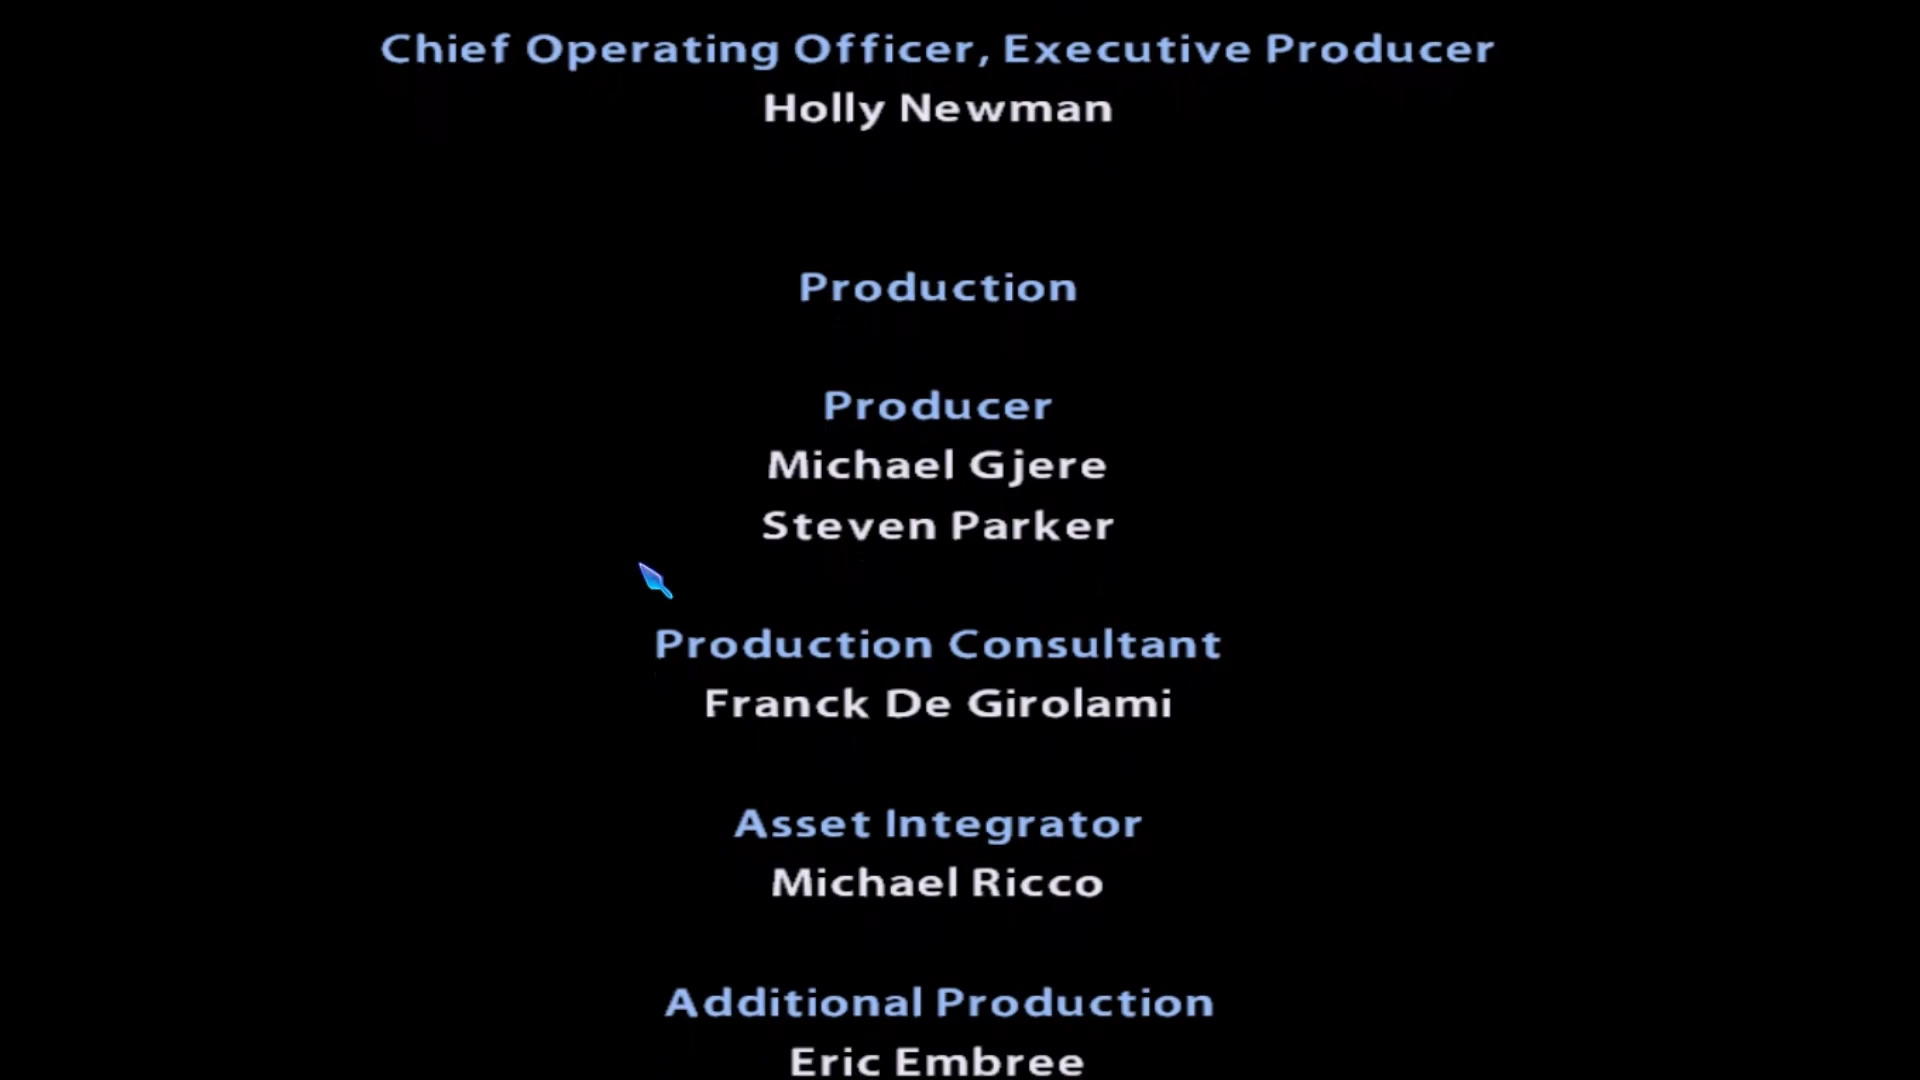 Chief Operating Officer, Executive Producer
Holly Newman
Production
Producer
Michael Gjere
Steven Parker
Production Consultant
Franck De Girolami
Asset Integrator
Michael Ricco
Additional Production
Eric Embree